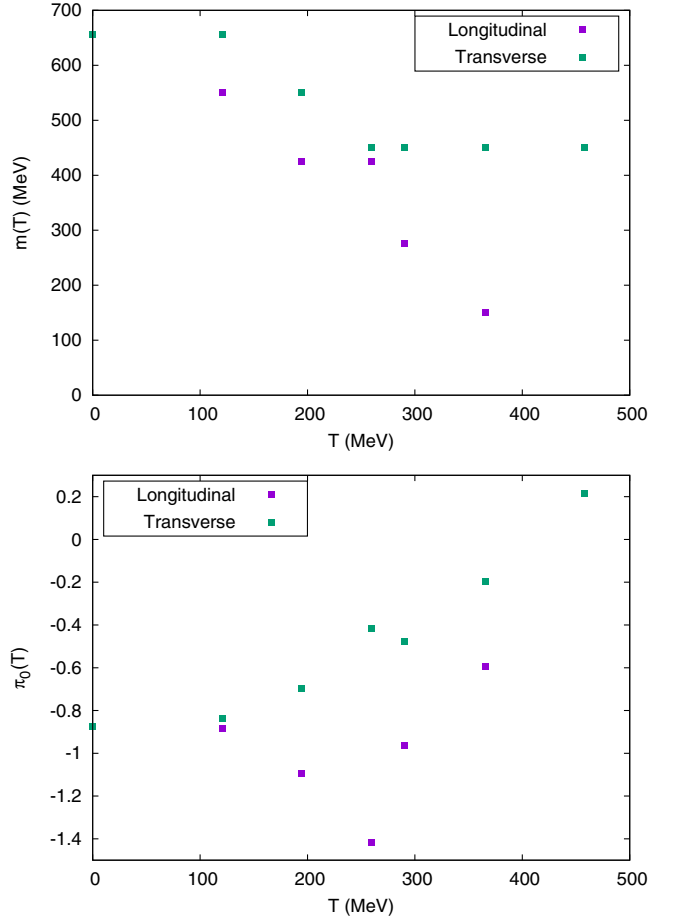 700
600
500
400
300
200
100
0
m(T) (MeV)
Longitudinal
Transverse
0 100 200 300 400 500
T (MeV)
0.2
0
-0.2
-0.4
-0.6
-0.8
-1
-1.2
-1.4
π₀(T)
Longitudinal
Transverse
0 100 200 300 400 500
T (MeV)